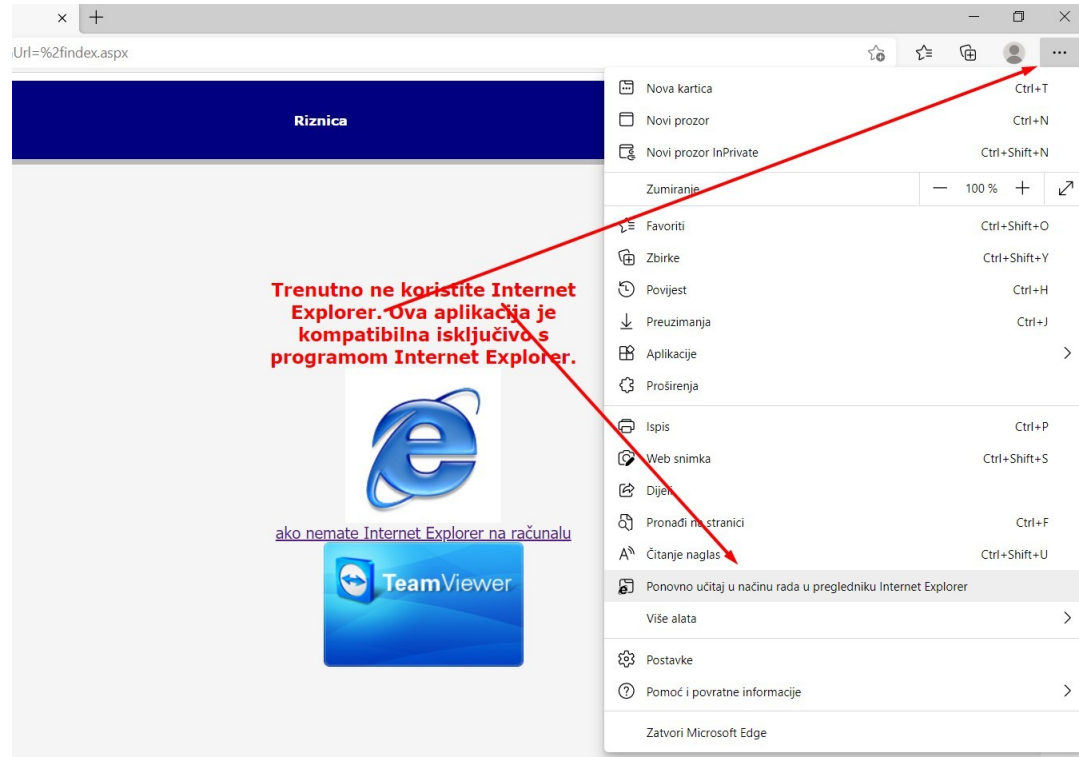 Url=%2findex.aspx
Riznica
Trenutno ne koristite Internet
Explorer. Ova aplikacija je
kompatibilna isključivo s
programom Internet Explorer.
ako nemate Internet Explorer na računalu
TeamViewer
Nova kartica Ctrl+T
Novi prozor Ctrl+N
Novi prozor InPrivate Ctrl+Shift+N
Zumiranje — 100 % +
Favoriti Ctrl+Shift+O
Zbirke Ctrl+Shift+Y
Povijest Ctrl+H
Preuzimanja Ctrl+J
Aplikacije
Proširenja
Ispis Ctrl+P
Web snimka Ctrl+Shift+S
Dijeli
Pronađi na stranici Ctrl+F
Čitanje naglas Ctrl+Shift+U
Ponovno učitaj u načinu rada u pregledniku Internet Explorer
Više alata
Postavke
Pomoć i povratne informacije
Zatvori Microsoft Edge